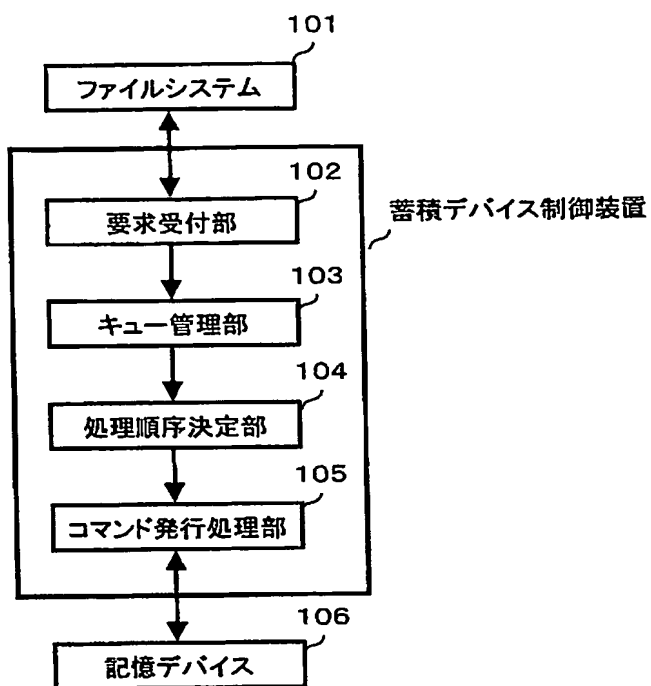 101
ファイルシステム
102
要求受付部
蓄積デバイス制御装置
103
キュー管理部
104
処理順序決定部
105
コマンド発行処理部
106
記憶デバイス